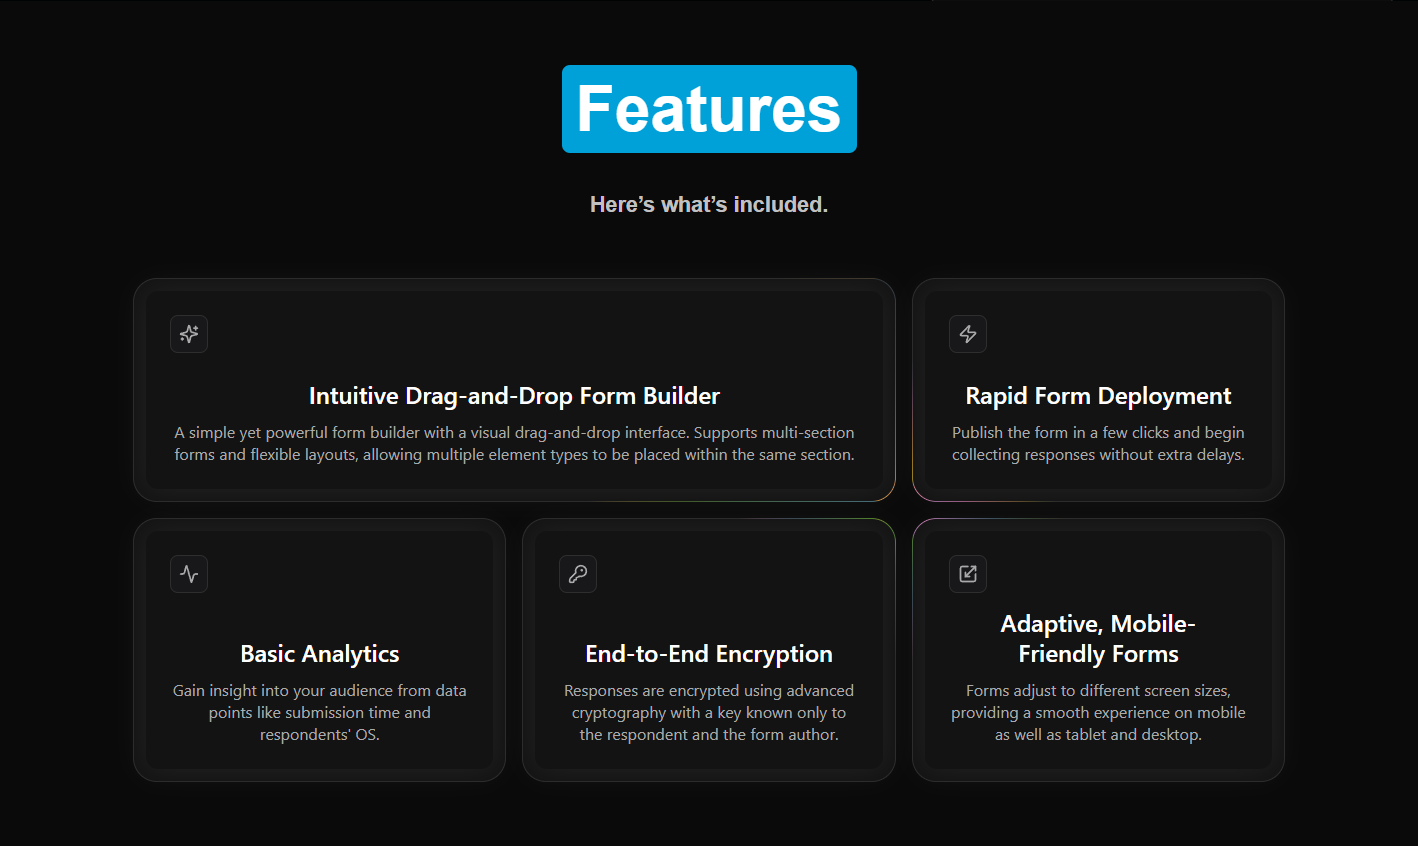 Features
Here’s what’s included.
Intuitive Drag-and-Drop Form Builder
A simple yet powerful form builder with a visual drag-and-drop interface. Supports multi-section
forms and flexible layouts, allowing multiple element types to be placed within the same section.
Rapid Form Deployment
Publish the form in a few clicks and begin
collecting responses without extra delays.
Basic Analytics
Gain insight into your audience from data
points like submission time and
respondents' OS.
End-to-End Encryption
Responses are encrypted using advanced
cryptography with a key known only to
the respondent and the form author.
Adaptive, Mobile-
Friendly Forms
Forms adjust to different screen sizes,
providing a smooth experience on mobile
as well as tablet and desktop.